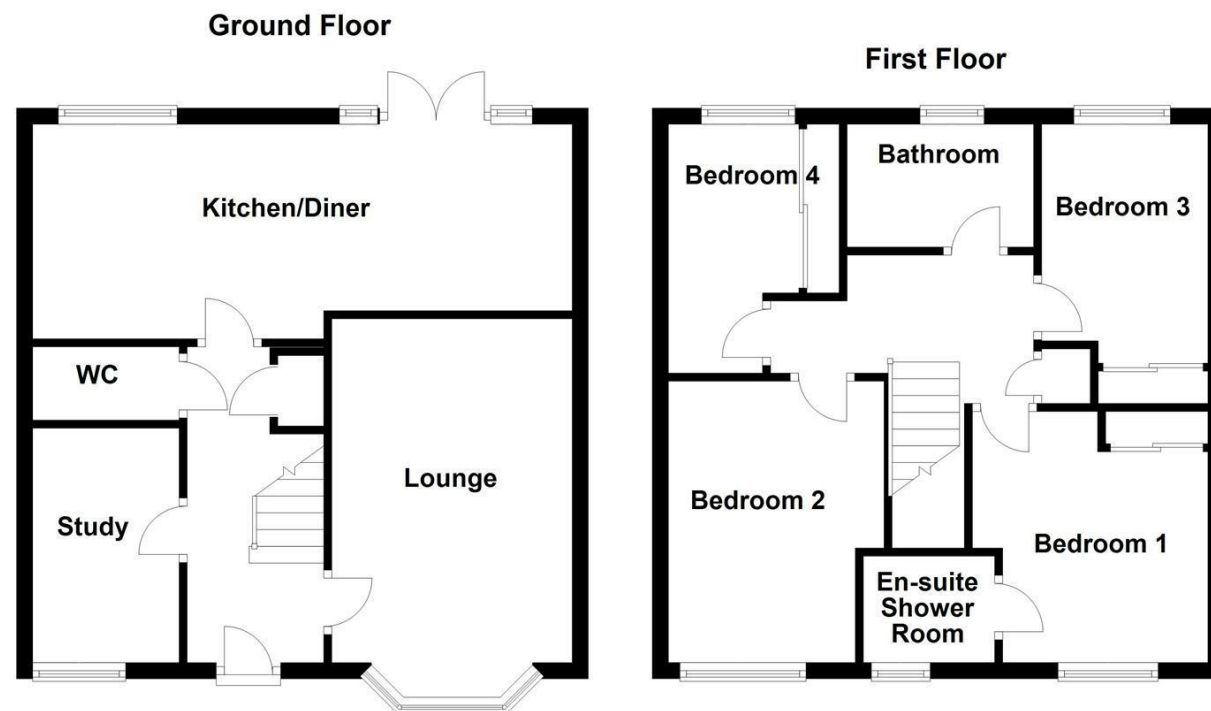 Ground Floor
Kitchen/Diner
WC
Study
Lounge
First Floor
Bedroom 4
Bathroom
Bedroom 3
Bedroom 2
Bedroom 1
En-suite
Shower
Room